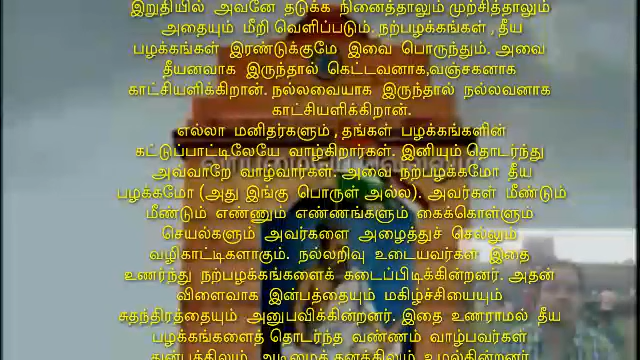 இறுதியில் அவனே தடுக்க நினைத்தாலும் முற்சித்தாலும்
அதையும் மீறி வெளிப்படும். நற்பழக்கங்கள் , தீய
பழக்கங்கள் இரண்டுக்குமே இவை பொருந்தும். அவை
தீயனவாக இருந்தால் கெட்டவனாக,வஞ்சகனாக
காட்சியளிக்கிறான். நல்லவையாக இருந்தால் நல்லவனாக
காட்சியளிக்கிறான்.
எல்லா மனிதர்களும் , தங்கள் பழக்கங்களின்
கட்டுப்பாட்டிலேயே வாழ்கிறார்கள். இனியும் தொடர்ந்து
அவ்வாறே வாழ்வார்கள். அவை நற்பழக்கமோ தீய
பழக்கமோ (அது இங்கு பொருள் அல்ல). அவர்கள் மீண்டும்
மீண்டும் எண்ணும் எண்ணங்களும் கைக்கொள்ளும்
செயல்களும் அவர்களை அழைத்துச் செல்லும்
வழிகாட்டிகளாகும். நல்லறிவு உடையவர்கள் இதை
உணர்ந்து நற்பழக்கங்களைக் கடைப்பிடிக்கின்றனர். அதன்
விளைவாக இன்பத்தையும் மகிழ்ச்சியையும்
சுதந்திரத்தையும் அனுபவிக்கின்றனர். இதை உணராமல் தீய
பழக்கங்களைத் தொடர்ந்த வண்ணம் வாழ்பவர்கள்
துன்பத்திலும் அடிமைத் தனத்திலும் உழல்கின்றனர்